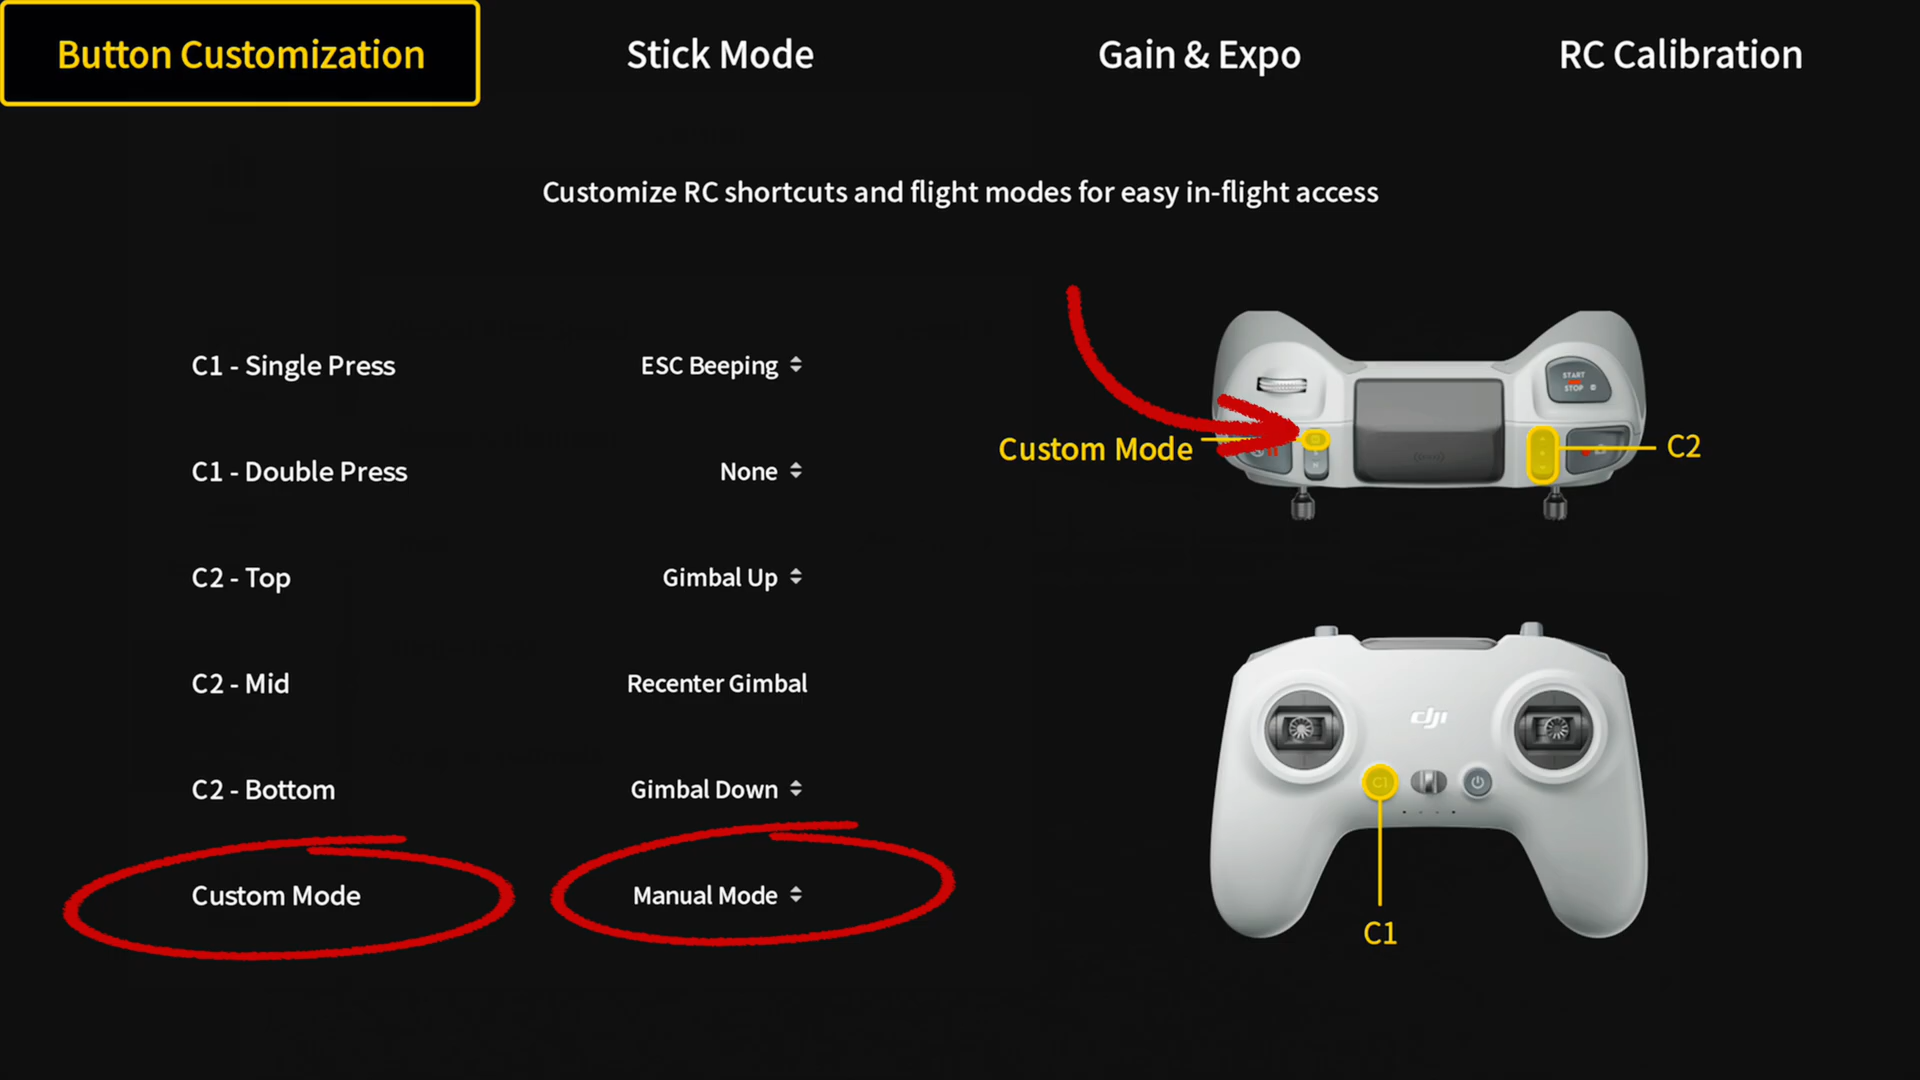 Button Customization
Stick Mode
Gain & Expo
RC Calibration
Customize RC shortcuts and flight modes for easy in-flight access
C1 - Single Press
ESC Beeping
C1 - Double Press
None
C2 - Top
Gimbal Up
C2 - Mid
Recenter Gimbal
C2 - Bottom
Gimbal Down
Custom Mode
Manual Mode
START
STOP
Custom Mode
C2
dji
C1
C1